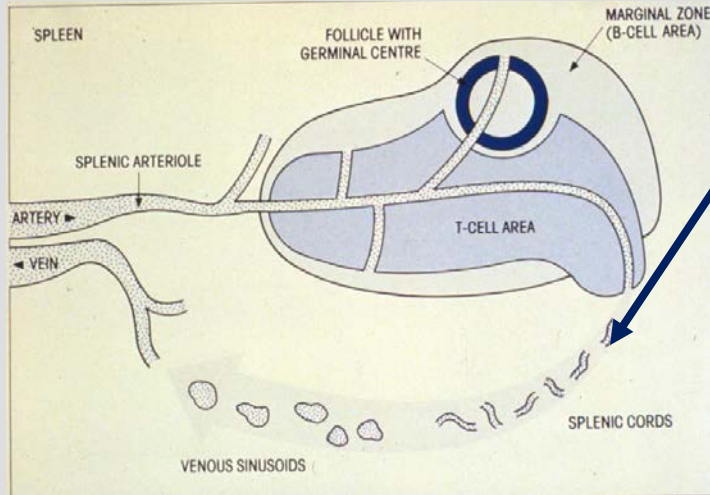 SPLEEN
FOLLICLE WITH
GERMINAL CENTRE
MARGINAL ZONE
(B-CELL AREA)
SPLENIC ARTERIOLE
ARTERY ►
◄ VEIN
T-CELL AREA
SPLENIC CORDS
VENOUS SINUSOIDS